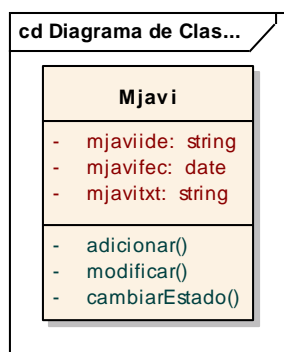 cd Diagrama de Clas...
Mjavi
- mjaviide: string
- mjavifec: date
- mjavitxt: string
- adicionar()
- modificar()
- cambiarEstado()